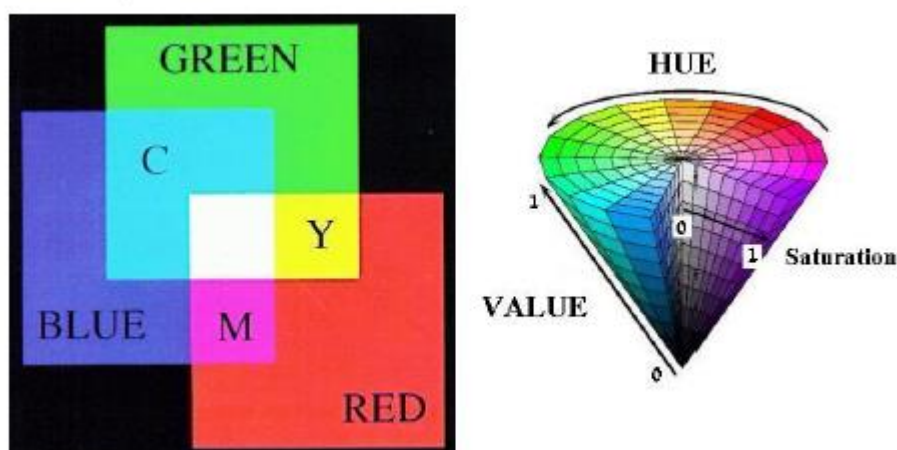 GREEN
C
Y
BLUE
M
RED
HUE
1
0
1
Saturation
VALUE
0